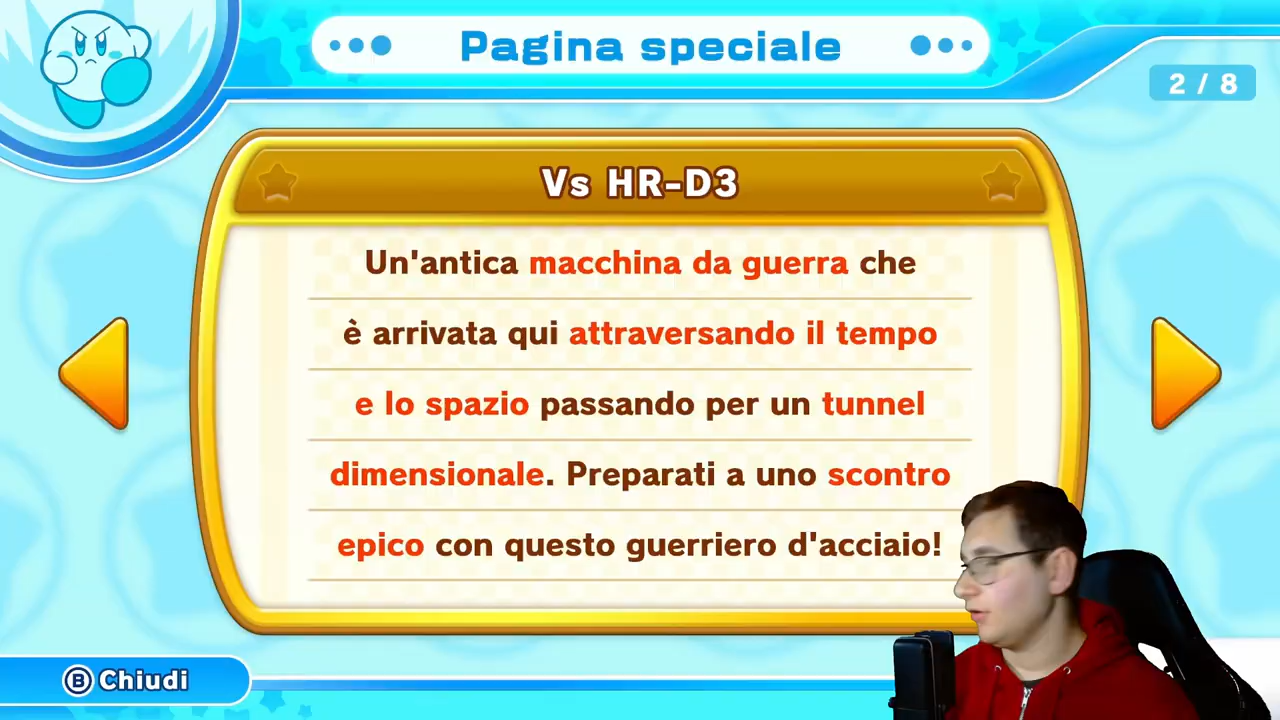 Pagina speciale
2 / 8
Vs HR-D3
Un'antica macchina da guerra che
è arrivata qui attraversando il tempo
e lo spazio passando per un tunnel
dimensionale. Preparati a uno scontro
epico con questo guerriero d'acciaio!
B Chiudi